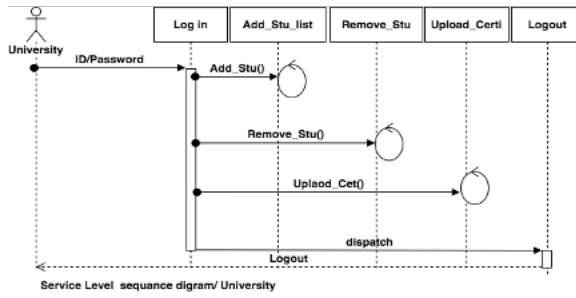 Log in
Add_Stu_list
Remove_Stu
Upload_Certi
Logout
University
ID/Password
Add_Stu()
Remove_Stu()
Uplaod_Cet()
dispatch
Logout
Service Level sequance digram/ University